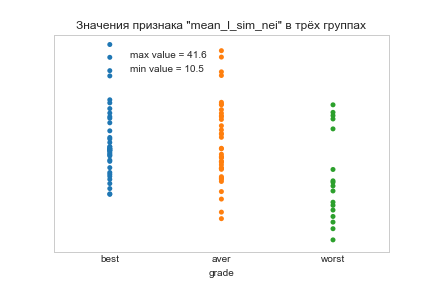 Значения признака "mean_l_sim_nei" в трёх группах
max value = 41.6
min value = 10.5
best aver worst
grade